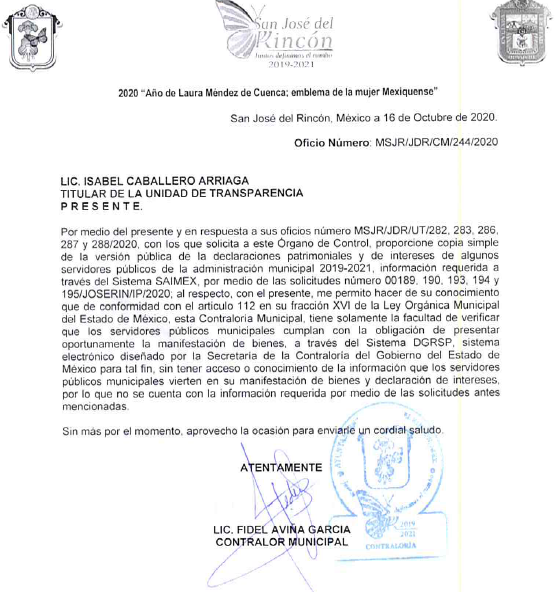 San José del
Rincón
Juntos definimos el rumbo
2019-2021
2020 "Año de Laura Méndez de Cuenca; emblema de la mujer Mexiquense"
San José del Rincón, México a 16 de Octubre de 2020.
Oficio Número: MSJR/JDR/CM/244/2020
LIC. ISABEL CABALLERO ARRIAGA
TITULAR DE LA UNIDAD DE TRANSPARENCIA
P R E S E N T E.
Por medio del presente y en respuesta a sus oficios número MSJR/JDR/UT/282, 283, 286,
287 y 288/2020, con los que solicita a este Órgano de Control, proporcione copia simple
de la versión pública de la declaraciones patrimoniales y de intereses de algunos
servidores públicos de la administración municipal 2019-2021, información requerida a
través del Sistema SAIMEX, por medio de las solicitudes número 00189, 190, 193, 194 y
195/JOSERIN/IP/2020; al respecto, con el presente, me permito hacer de su conocimiento
que de conformidad con el articulo 112 en su fracción XVI de la Ley Orgánica Municipal
del Estado de México, esta Contraloría Municipal, tiene solamente la facultad de verificar
que los servidores públicos municipales cumplan con la obligación de presentar
oportunamente la manifestación de bienes, a través del Sistema DGRSP, sistema
electrónico diseñado por la Secretaria de la Contraloría del Gobierno del Estado de
México para tal fin, sin tener acceso o conocimiento de la información que los servidores
públicos municipales vierten en su manifestación de bienes y declaración de intereses,
por lo que no se cuenta con la información requerida por medio de las solicitudes antes
mencionadas.
Sin más por el momento, aprovecho la ocasión para enviarle un cordial saludo.
ATENTAMENTE
LIC. FIDEL AVIÑA GARCIA
CONTRALOR MUNICIPAL
2019
2021
CONTRALORÍA